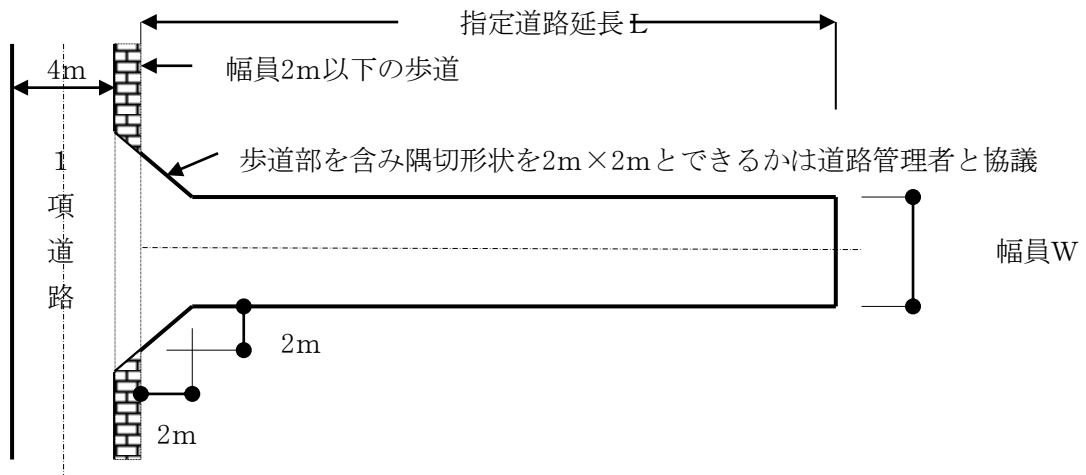 指定道路延長L
4m
幅員2m以下の歩道
歩道部を含み隅切形状を2m×2mとできるかは道路管理者と協議
1項道路
幅員W
2m
2m